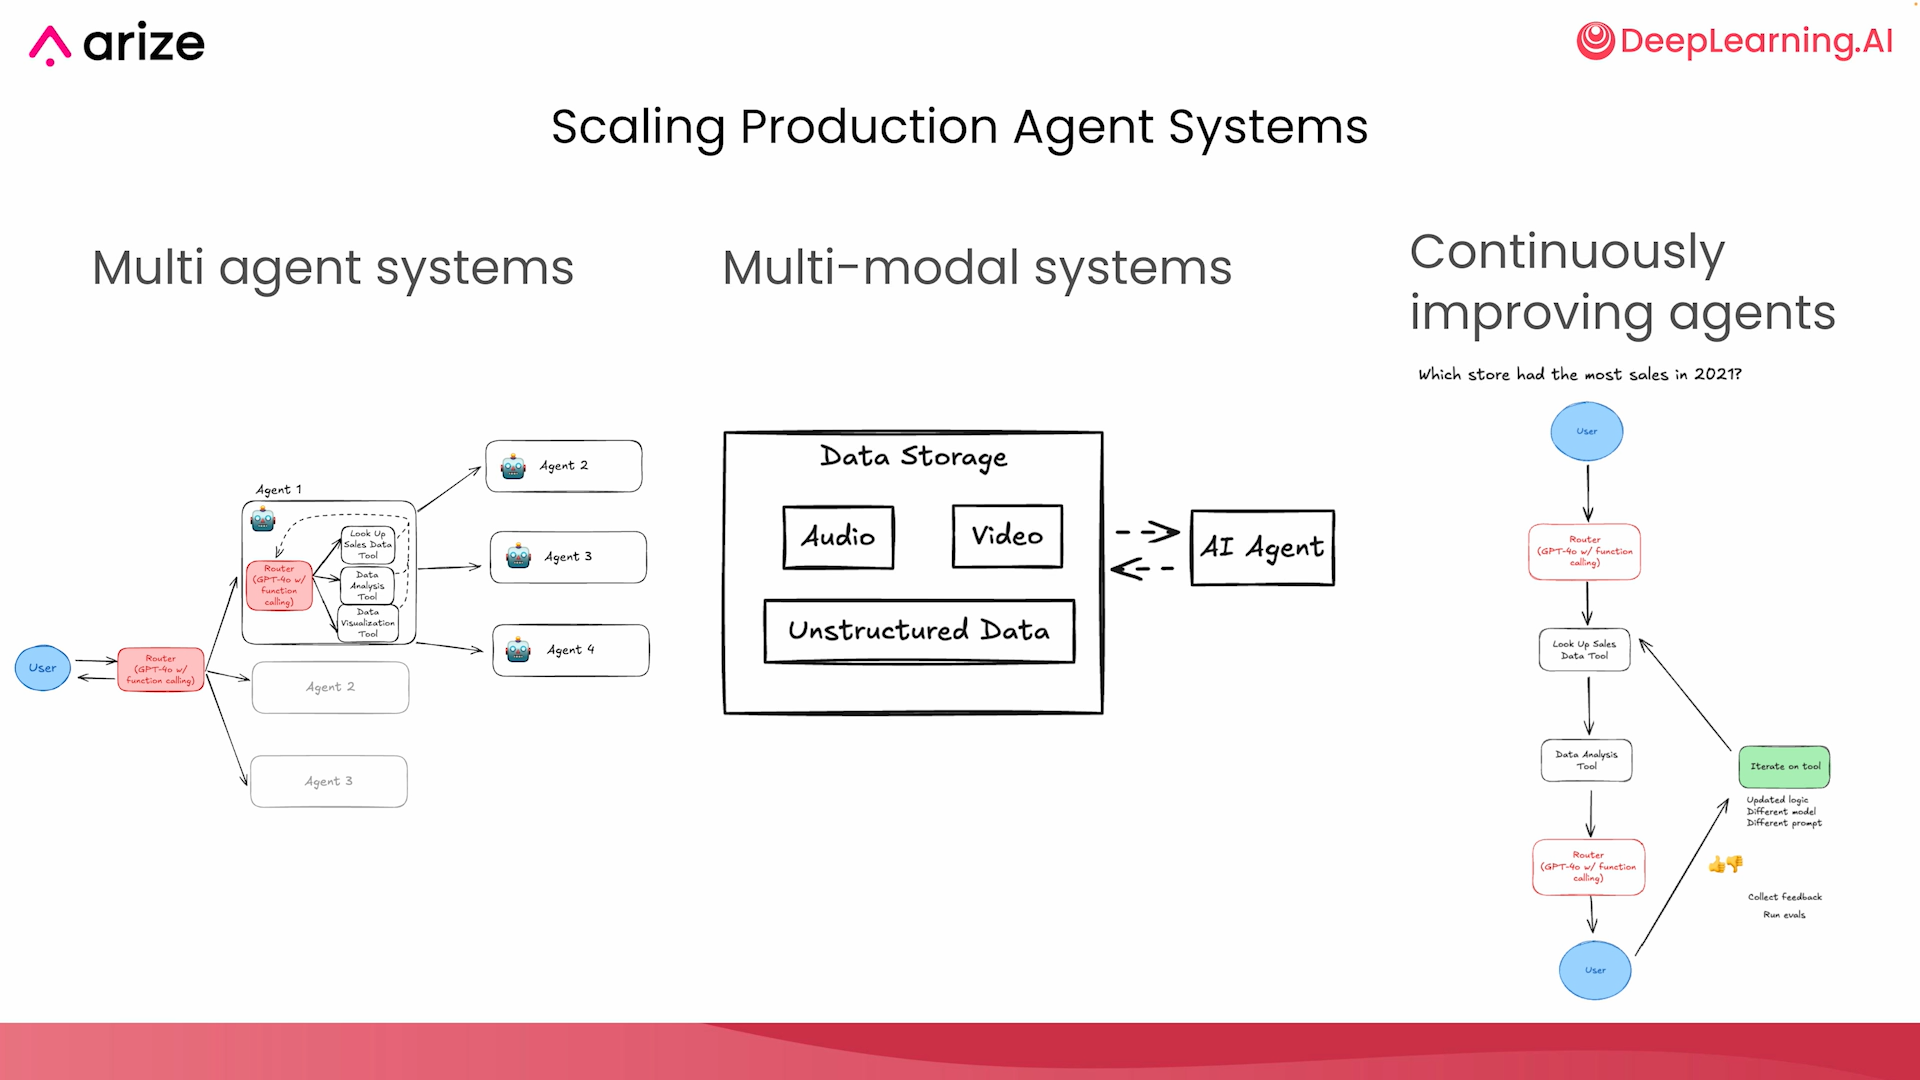 arize
DeepLearning.AI
Scaling Production Agent Systems
Multi agent systems
Agent 1
Look Up
Sales Data
Tool
Router
(GPT-4o w/
function
calling)
Data
Analysis
Tool
Data
Visualization
Tool
Agent 2
Agent 3
Agent 4
User
Router
(GPT-4o w/
function calling)
Agent 2
Agent 3
Multi-modal systems
Data Storage
Audio
Video
Unstructured Data
AI Agent
Continuously
improving agents
Which store had the most sales in 2021?
User
Router
(GPT-4o w/ function
calling)
Look Up Sales
Data Tool
Data Analysis
Tool
Router
(GPT-4o w/ function
calling)
User
Iterate on tool
Updated logic
Different model
Different prompt
Collect feedback
Run evals